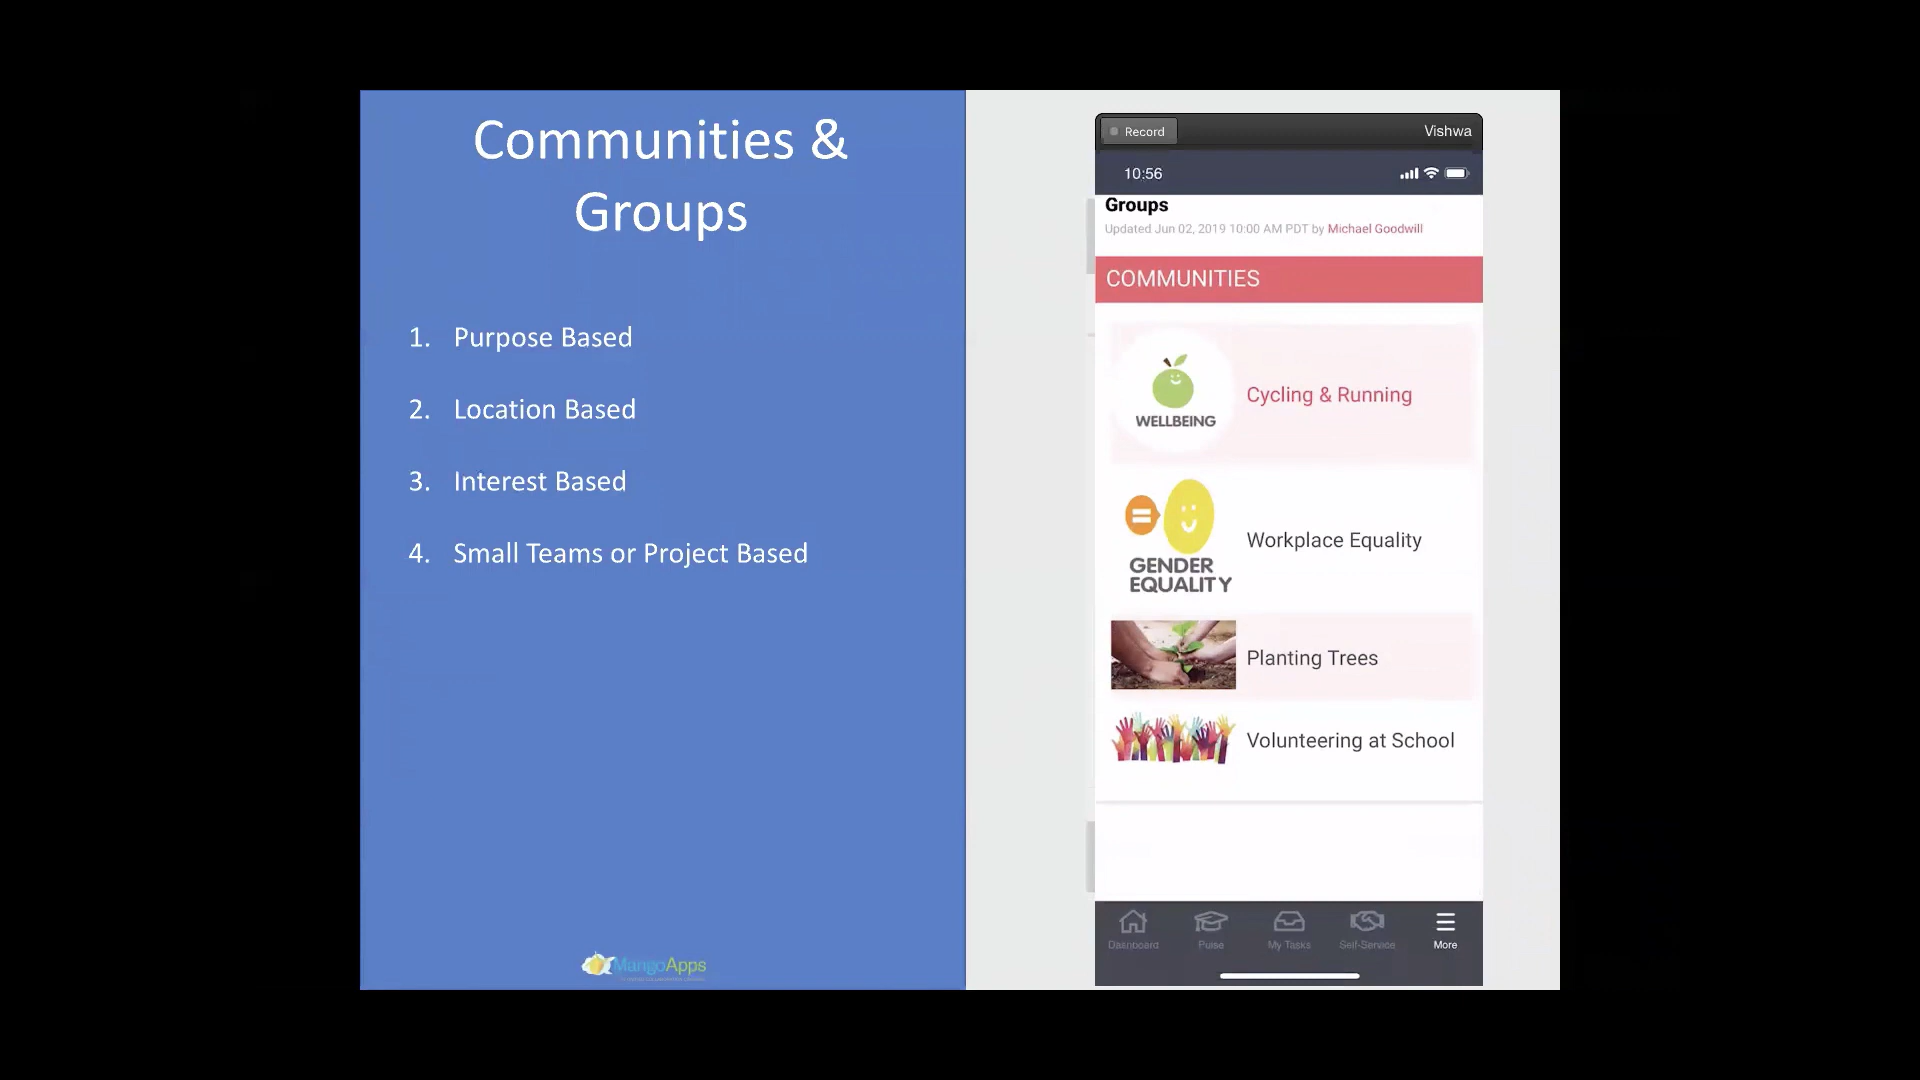 Communities &
Groups
1. Purpose Based
2. Location Based
3. Interest Based
4. Small Teams or Project Based
MangoApps
Record
Vishwa
10:56
Groups
Updated Jun 02, 2019 10:00 AM PDT by Michael Goodwill
COMMUNITIES
WELLBEING
Cycling & Running
GENDER
EQUALITY
Workplace Equality
Planting Trees
Volunteering at School
Dashboard
Pulse
My Tasks
Self-Service
More